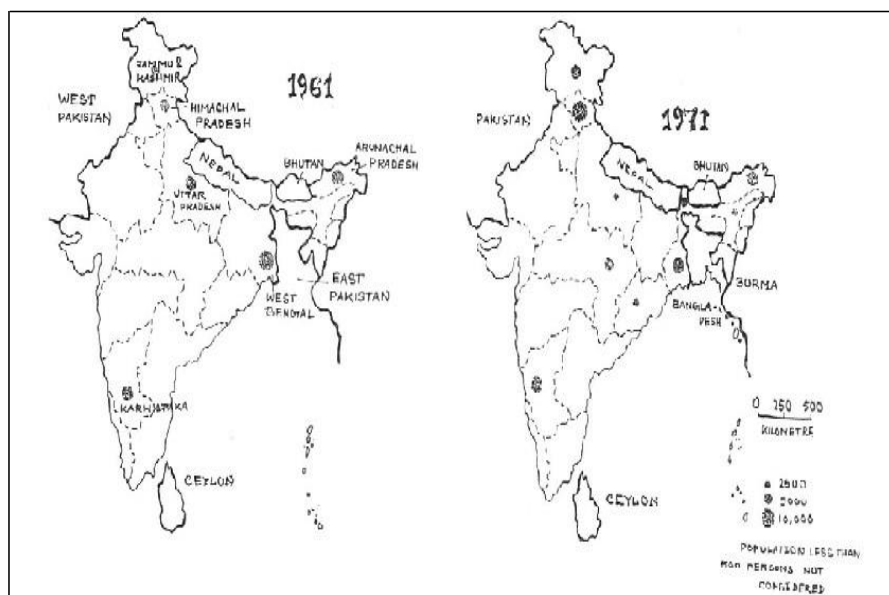 JAMMU &
KASHMIR
1961
WEST
PAKISTAN
HIMACHAL
PRADESH
ARUNACHAL
PRADESH
NEPAL
BHUTAN
UTTAR
PRADESH
EAST
PAKISTAN
WEST
BENGAL
KARNATAKA
CEYLON
PAKISTAN
1971
NEPAL
BHUTAN
BURMA
BANGLA-
DESH
0 250 500
KILOMETRE
CEYLON
2500
5000
10,000
POPULATION LESS THAN
PERSONS NOT
CONSIDERED